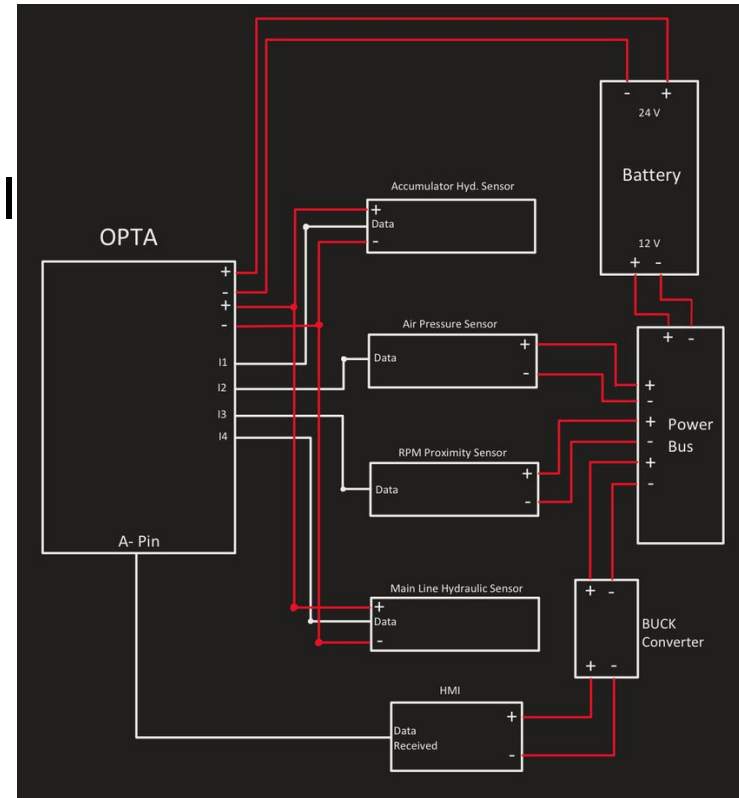 - +
24 V
Battery
12 V
+ -
Accumulator Hyd. Sensor
+
Data
-
OPTA
+
-
+
-
I1
I2
I3
I4
A- Pin
Air Pressure Sensor
+
Data
-
+ -
+
-
+
-
+
-
Power
Bus
RPM Proximity Sensor
+
Data
-
Main Line Hydraulic Sensor
+
Data
-
+ -
BUCK
Converter
+ -
HMI
+
Data
Received
-